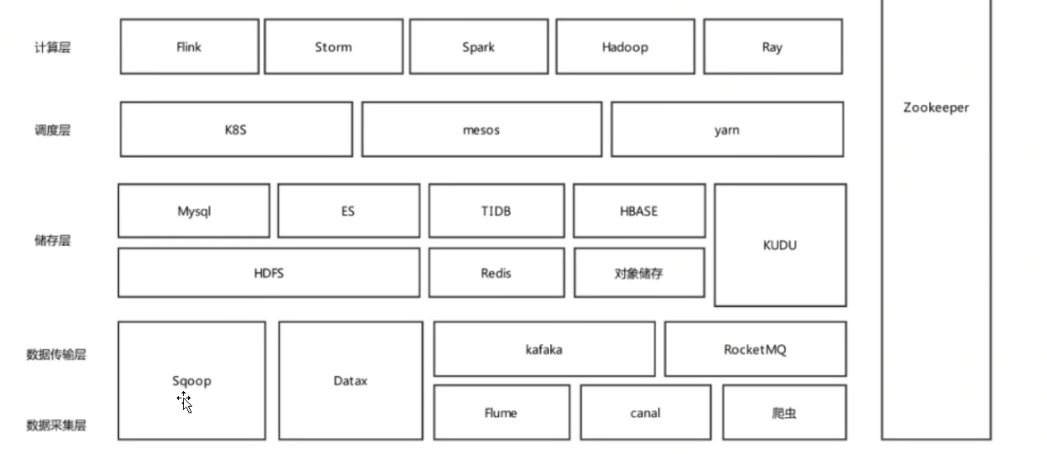 计算层
Flink
Storm
Spark
Hadoop
Ray
Zookeeper
调度层
K8S
mesos
yarn
储存层
Mysql
ES
TIDB
HBASE
KUDU
HDFS
Redis
对象储存
数据传输层
kafaka
RocketMQ
Sqoop
Datax
数据采集层
Flume
canal
爬虫